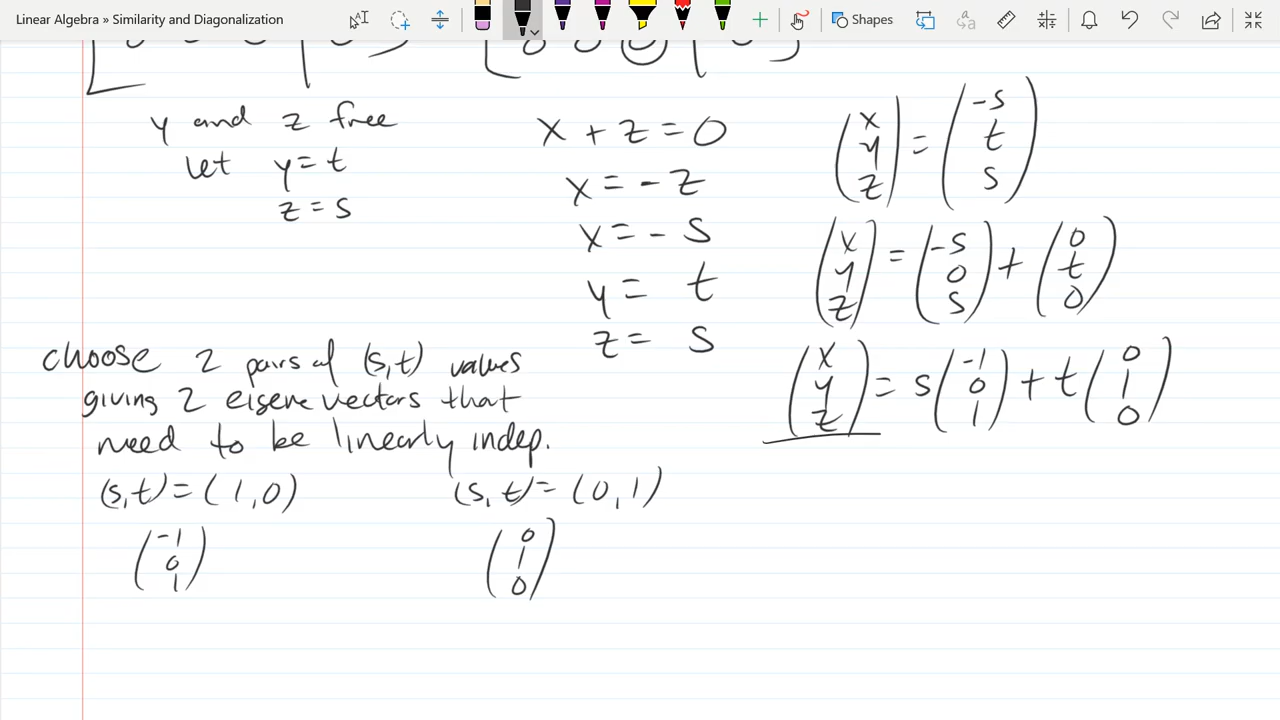 Linear Algebra » Similarity and Diagonalization
Shapes
y and z free
let y = t
z = s
x + z = 0
x = - z
x = - s
y = t
z = s
(x y z) = (-s t s)
(x y z) = (-s 0 s) + (0 t 0)
(x y z) = s (-1 0 1) + t (0 1 0)
choose 2 pairs of (s,t) values
giving 2 eigenvectors that
need to be linearly indep.
(s,t) = (1,0) (s,t) = (0,1)
(-1 0 1) (0 1 0)